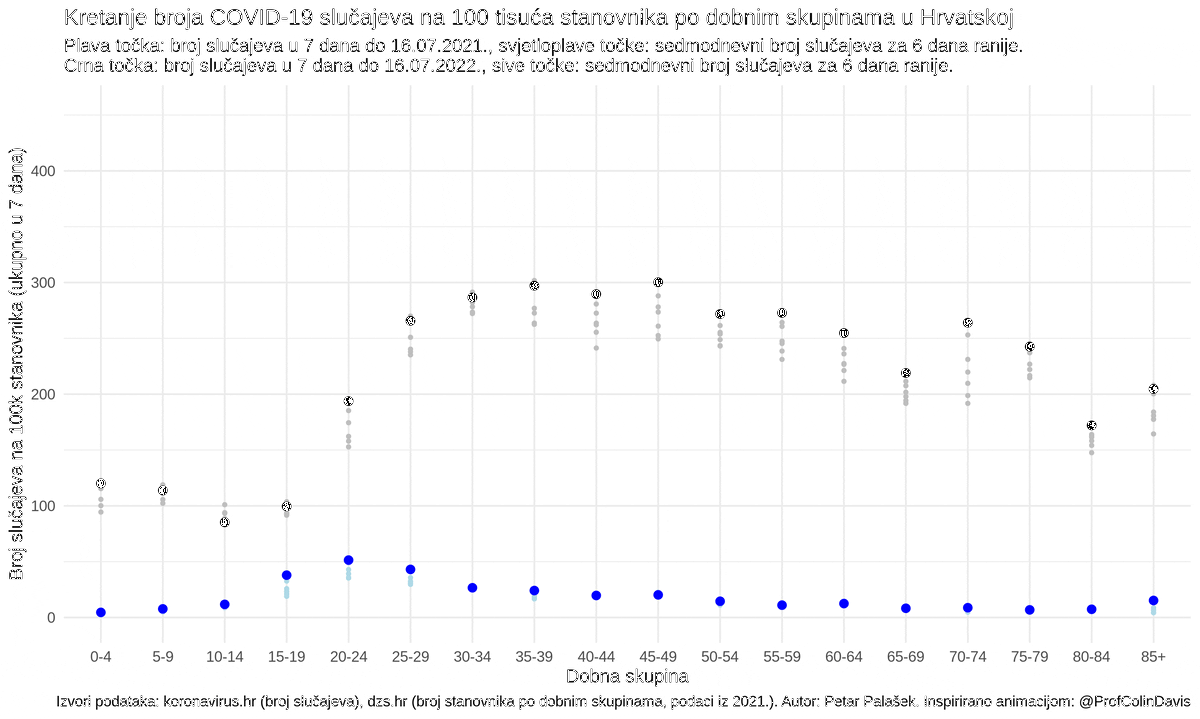 Kretanje broja COVID-19 slučajeva na 100 tisuća stanovnika po dobnim skupinama u Hrvatskoj
Plava točka: broj slučajeva u 7 dana do 16.07.2021., svjetloplave točke: sedmodnevni broj slučajeva za 6 dana ranije.
Crna točka: broj slučajeva u 7 dana do 16.07.2022., sive točke: sedmodnevni broj slučajeva za 6 dana ranije.
Broj slučajeva na 100k stanovnika (ukupno u 7 dana)
400
300
200
100
0
0-4 5-9 10-14 15-19 20-24 25-29 30-34 35-39 40-44 45-49 50-54 55-59 60-64 65-69 70-74 75-79 80-84 85+
Dobna skupina
Izvori podataka: koronavirus.hr (broj slučajeva), dzs.hr (broj stanovnika po dobnim skupinama, podaci iz 2021.). Autor: Petar Palašek. Inspirirano animacijom: @ProfColinDavis